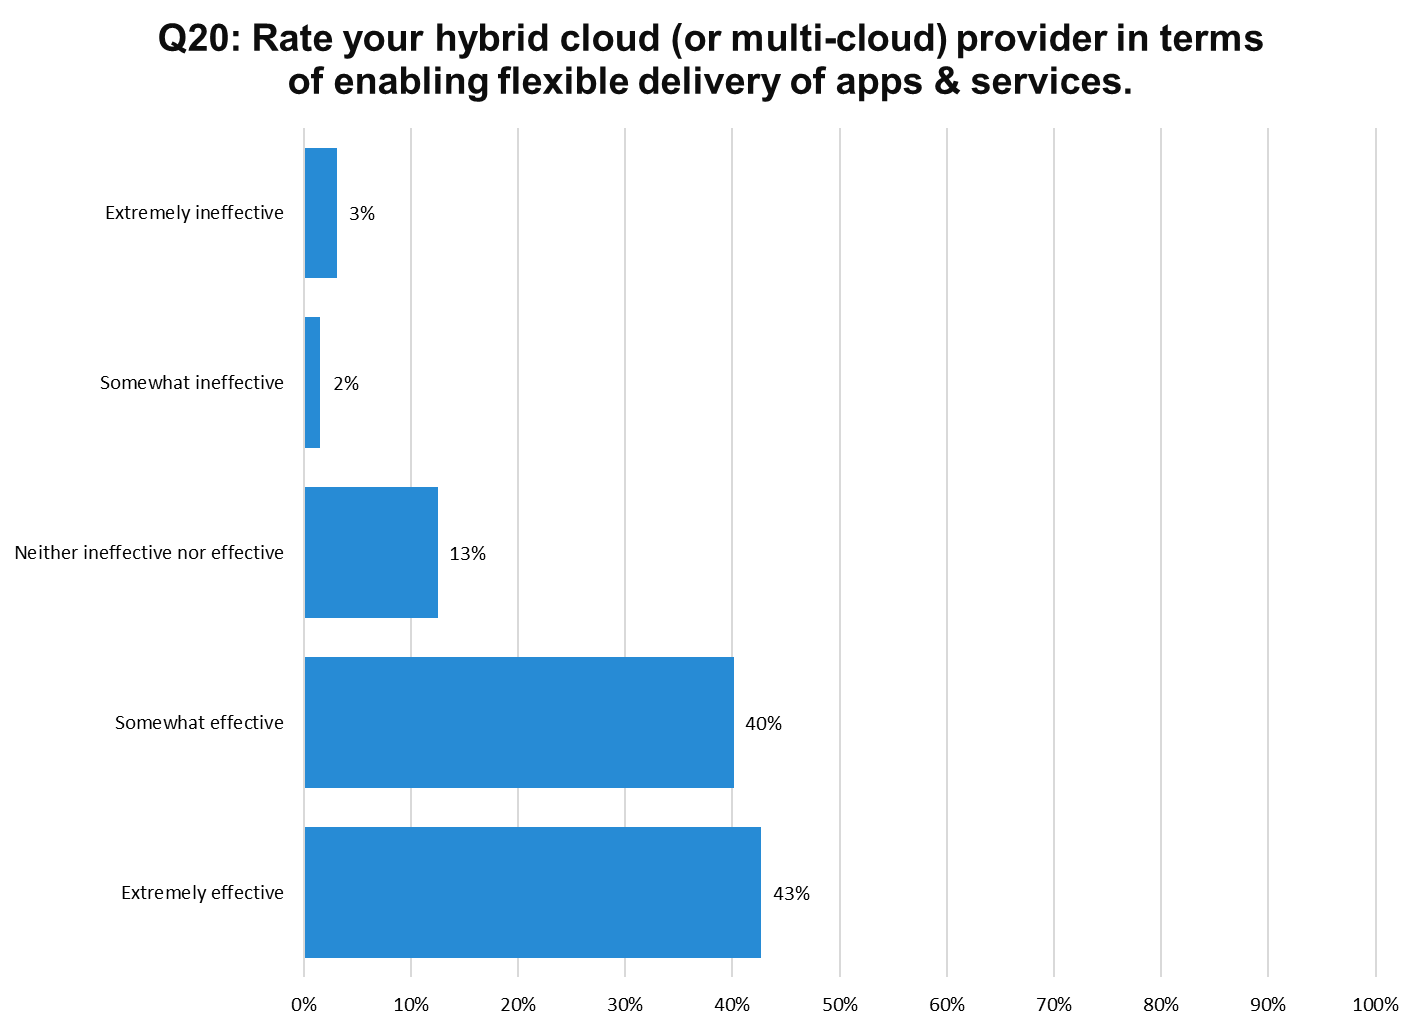 Q20: Rate your hybrid cloud (or multi-cloud) provider in terms
of enabling flexible delivery of apps & services.
Extremely ineffective
3%
Somewhat ineffective
2%
Neither ineffective nor effective
13%
Somewhat effective
40%
Extremely effective
43%
0% 10% 20% 30% 40% 50% 60% 70% 80% 90% 100%